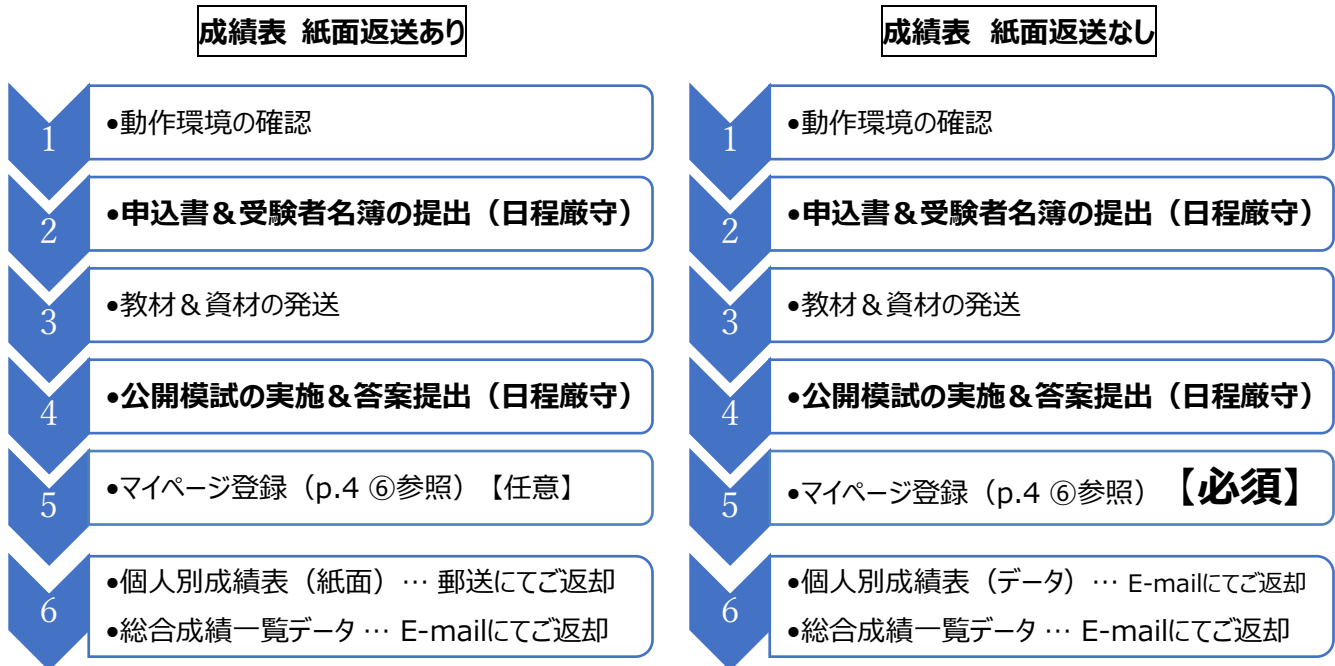 成績表 紙面返送あり
1
•動作環境の確認
2
•申込書＆受験者名簿の提出（日程厳守）
3
•教材＆資材の発送
4
•公開模試の実施＆答案提出（日程厳守）
5
•マイページ登録（p.4 ⑥参照）【任意】
6
•個人別成績表（紙面）… 郵送にてご返却
•総合成績一覧データ … E-mailにてご返却
成績表 紙面返送なし
1
•動作環境の確認
2
•申込書＆受験者名簿の提出（日程厳守）
3
•教材＆資材の発送
4
•公開模試の実施＆答案提出（日程厳守）
5
•マイページ登録（p.4 ⑥参照）【必須】
6
•個人別成績表（データ）… E-mailにてご返却
•総合成績一覧データ … E-mailにてご返却